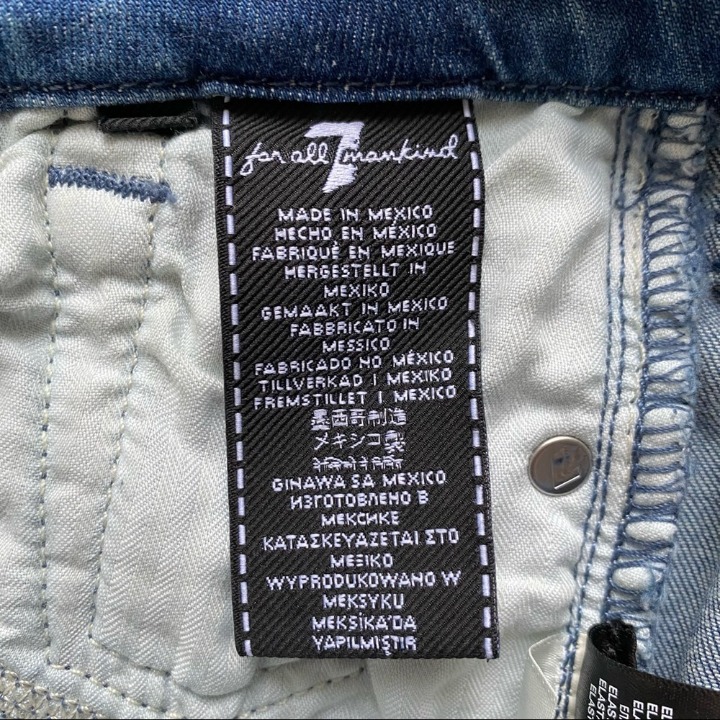 for all 7 mankind
MADE IN MEXICO
HECHO EN MÉXICO
FABRIQUÉ EN MEXIQUE
HERGESTELLT IN
MEXIKO
GEMAAKT IN MEXICO
FABBRICATO IN
MESSICO
FABRICADO NO MÉXICO
TILLVERKAD I MEXIKO
FREMSTILLET I MEXICO
墨西哥制造
メキシコ製
GINAWA SA MEXICO
ИЗГОТОВЛЕНО В
МЕКСИКЕ
ΚΑΤΑΣΚΕΥΑΖΕΤΑΙ ΣΤΟ
ΜΕΞΙΚΟ
WYPRODUKOWANO W
MEKSYKU
MEKSİKA'DA
YAPILMIŞTIR